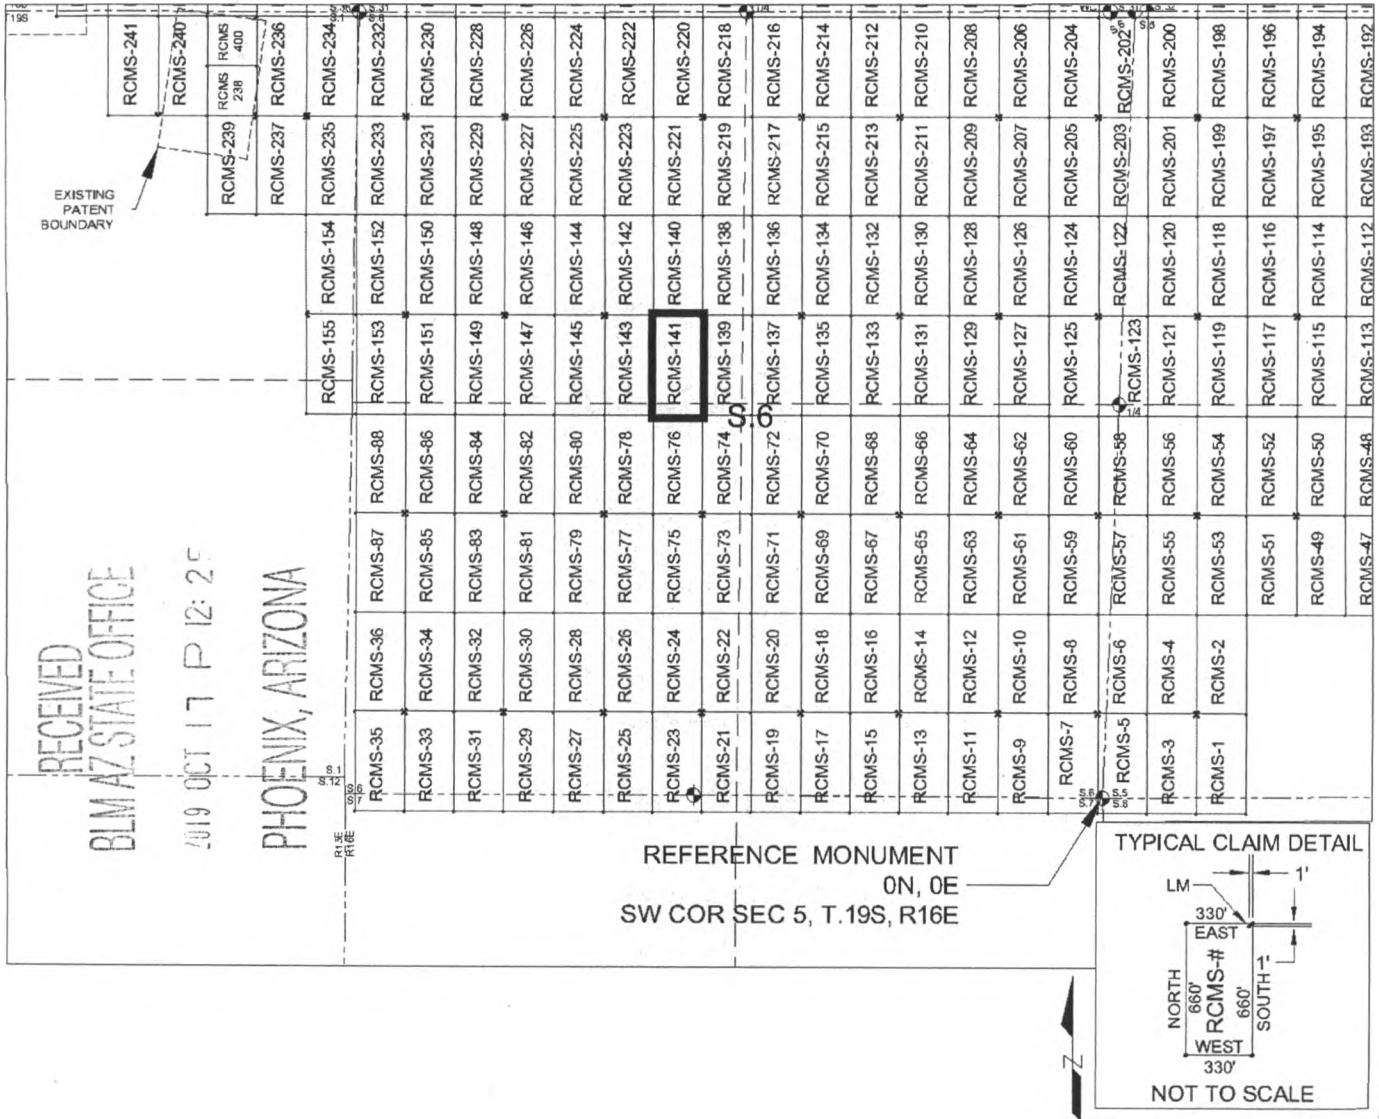 T19S
S.36 S.31
S.1 S.6
1/4
WC S.31 S.32
S.6 S.5
RCMS-241 RCMS-240 RCMS 400 RCMS-236 RCMS-234 RCMS-232 RCMS-230 RCMS-228 RCMS-226 RCMS-224 RCMS-222 RCMS-220 RCMS-218 RCMS-216 RCMS-214 RCMS-212 RCMS-210 RCMS-208 RCMS-206 RCMS-204 RCMS-202 RCMS-200 RCMS-198 RCMS-196 RCMS-194 RCMS-192
RCMS 238
RCMS-239 RCMS-237 RCMS-235 RCMS-233 RCMS-231 RCMS-229 RCMS-227 RCMS-225 RCMS-223 RCMS-221 RCMS-219 RCMS-217 RCMS-215 RCMS-213 RCMS-211 RCMS-209 RCMS-207 RCMS-205 RCMS-203 RCMS-201 RCMS-199 RCMS-197 RCMS-195 RCMS-193
EXISTING
PATENT
BOUNDARY
RCMS-154 RCMS-152 RCMS-150 RCMS-148 RCMS-146 RCMS-144 RCMS-142 RCMS-140 RCMS-138 RCMS-136 RCMS-134 RCMS-132 RCMS-130 RCMS-128 RCMS-126 RCMS-124 RCMS-122 RCMS-120 RCMS-118 RCMS-116 RCMS-114 RCMS-112
RCMS-155 RCMS-153 RCMS-151 RCMS-149 RCMS-147 RCMS-145 RCMS-143 RCMS-141 RCMS-139 RCMS-137 RCMS-135 RCMS-133 RCMS-131 RCMS-129 RCMS-127 RCMS-125 RCMS-123 RCMS-121 RCMS-119 RCMS-117 RCMS-115 RCMS-113
S.6
1/4
RCMS-88 RCMS-86 RCMS-84 RCMS-82 RCMS-80 RCMS-78 RCMS-76 RCMS-74 RCMS-72 RCMS-70 RCMS-68 RCMS-66 RCMS-64 RCMS-62 RCMS-60 RCMS-58 RCMS-56 RCMS-54 RCMS-52 RCMS-50 RCMS-48
RCMS-87 RCMS-85 RCMS-83 RCMS-81 RCMS-79 RCMS-77 RCMS-75 RCMS-73 RCMS-71 RCMS-69 RCMS-67 RCMS-65 RCMS-63 RCMS-61 RCMS-59 RCMS-57 RCMS-55 RCMS-53 RCMS-51 RCMS-49 RCMS-47
RCMS-36 RCMS-34 RCMS-32 RCMS-30 RCMS-28 RCMS-26 RCMS-24 RCMS-22 RCMS-20 RCMS-18 RCMS-16 RCMS-14 RCMS-12 RCMS-10 RCMS-8 RCMS-6 RCMS-4 RCMS-2
RCMS-35 RCMS-33 RCMS-31 RCMS-29 RCMS-27 RCMS-25 RCMS-23 RCMS-21 RCMS-19 RCMS-17 RCMS-15 RCMS-13 RCMS-11 RCMS-9 RCMS-7 RCMS-5 RCMS-3 RCMS-1
RECEIVED
BLM AZ STATE OFFICE
2019 OCT 17 P 12:
PHOENIX, ARIZONA
S.1
S.12
S.6
S.7
R15E
R16E
S.6 S.5
S.7 S.8
REFERENCE MONUMENT
0N, 0E
SW COR SEC 5, T.19S, R16E
TYPICAL CLAIM DETAIL
LM
1'
330'
EAST
1'
NORTH
660'
RCMS-#
660'
SOUTH
WEST
330'
NOT TO SCALE
N